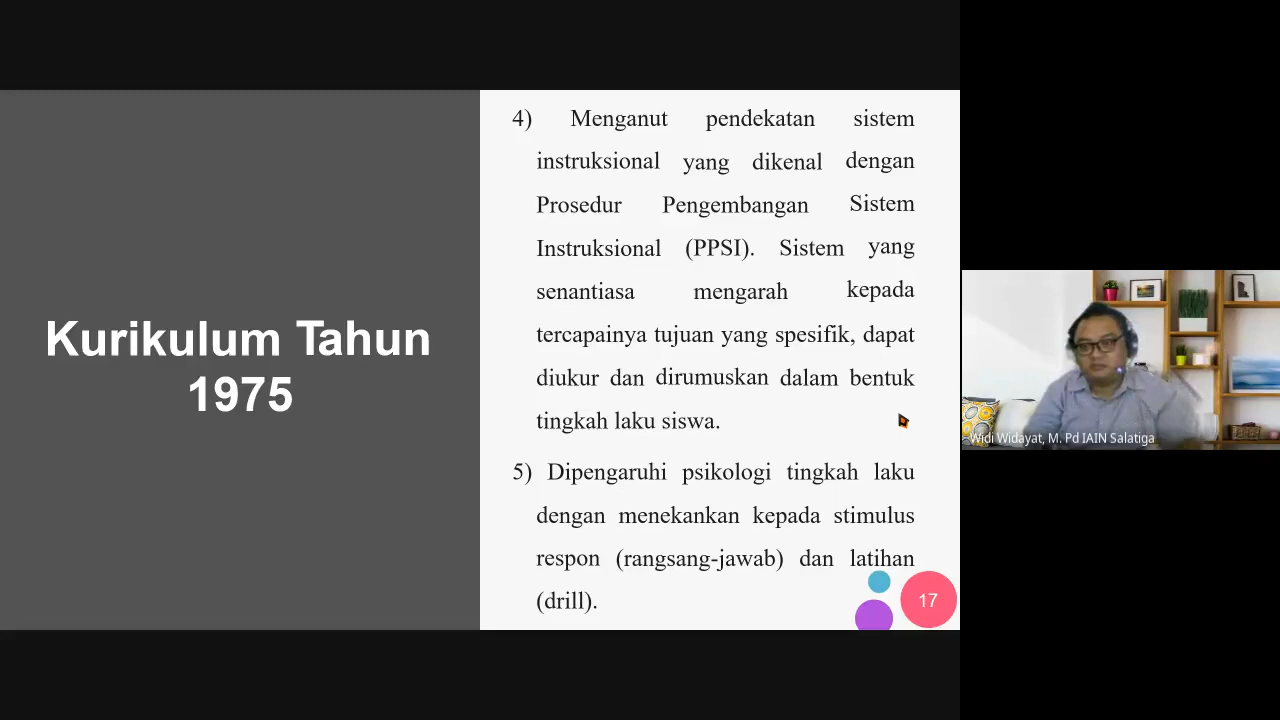 Kurikulum Tahun
1975
4) Menganut pendekatan sistem
instruksional yang dikenal dengan
Prosedur Pengembangan Sistem
Instruksional (PPSI). Sistem yang
senantiasa mengarah kepada
tercapainya tujuan yang spesifik, dapat
diukur dan dirumuskan dalam bentuk
tingkah laku siswa.
5) Dipengaruhi psikologi tingkah laku
dengan menekankan kepada stimulus
respon (rangsang-jawab) dan latihan
(drill).
17
Widi Widayat, M. Pd IAIN Salatiga